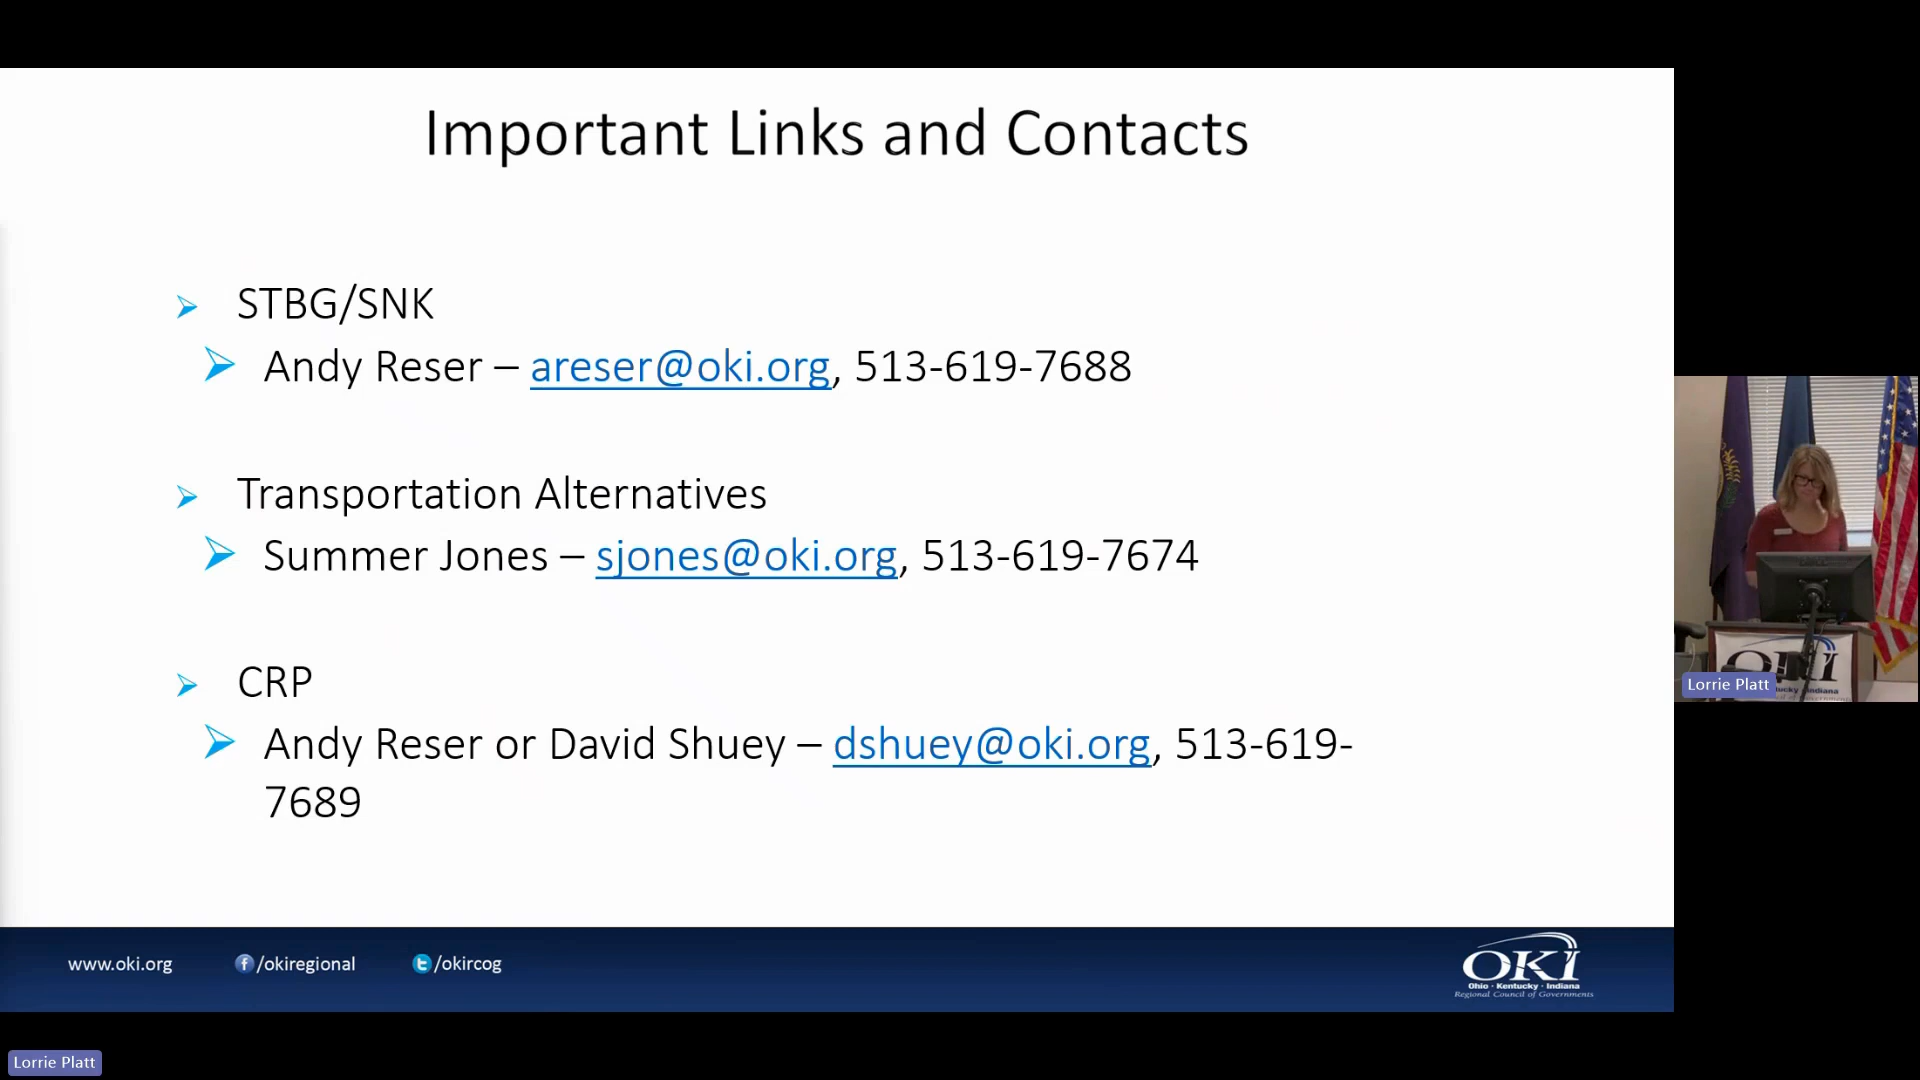 Important Links and Contacts
STBG/SNK
Andy Reser – areser@oki.org, 513-619-7688
Transportation Alternatives
Summer Jones – sjones@oki.org, 513-619-7674
CRP
Andy Reser or David Shuey – dshuey@oki.org, 513-619-
7689
www.oki.org /okiregional /okircog
OKI
Ohio · Kentucky · Indiana
Regional Council of Governments
OKI
Lorrie Platt
Lorrie Platt